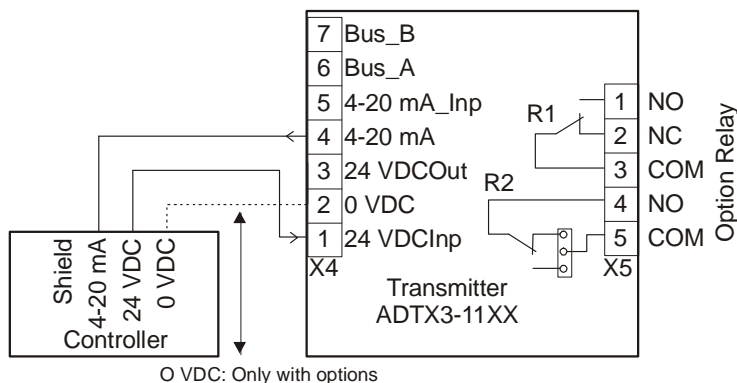 7 Bus_B
6 Bus_A
5 4-20 mA_Inp
4 4-20 mA
3 24 VDCOut
2 0 VDC
1 24 VDCInp
X4
R1
R2
1 NO
2 NC
3 COM
4 NO
5 COM
X5
Option Relay
Transmitter
ADTX3-11XX
Shield
4-20 mA
24 VDC
0 VDC
Controller
O VDC: Only with options